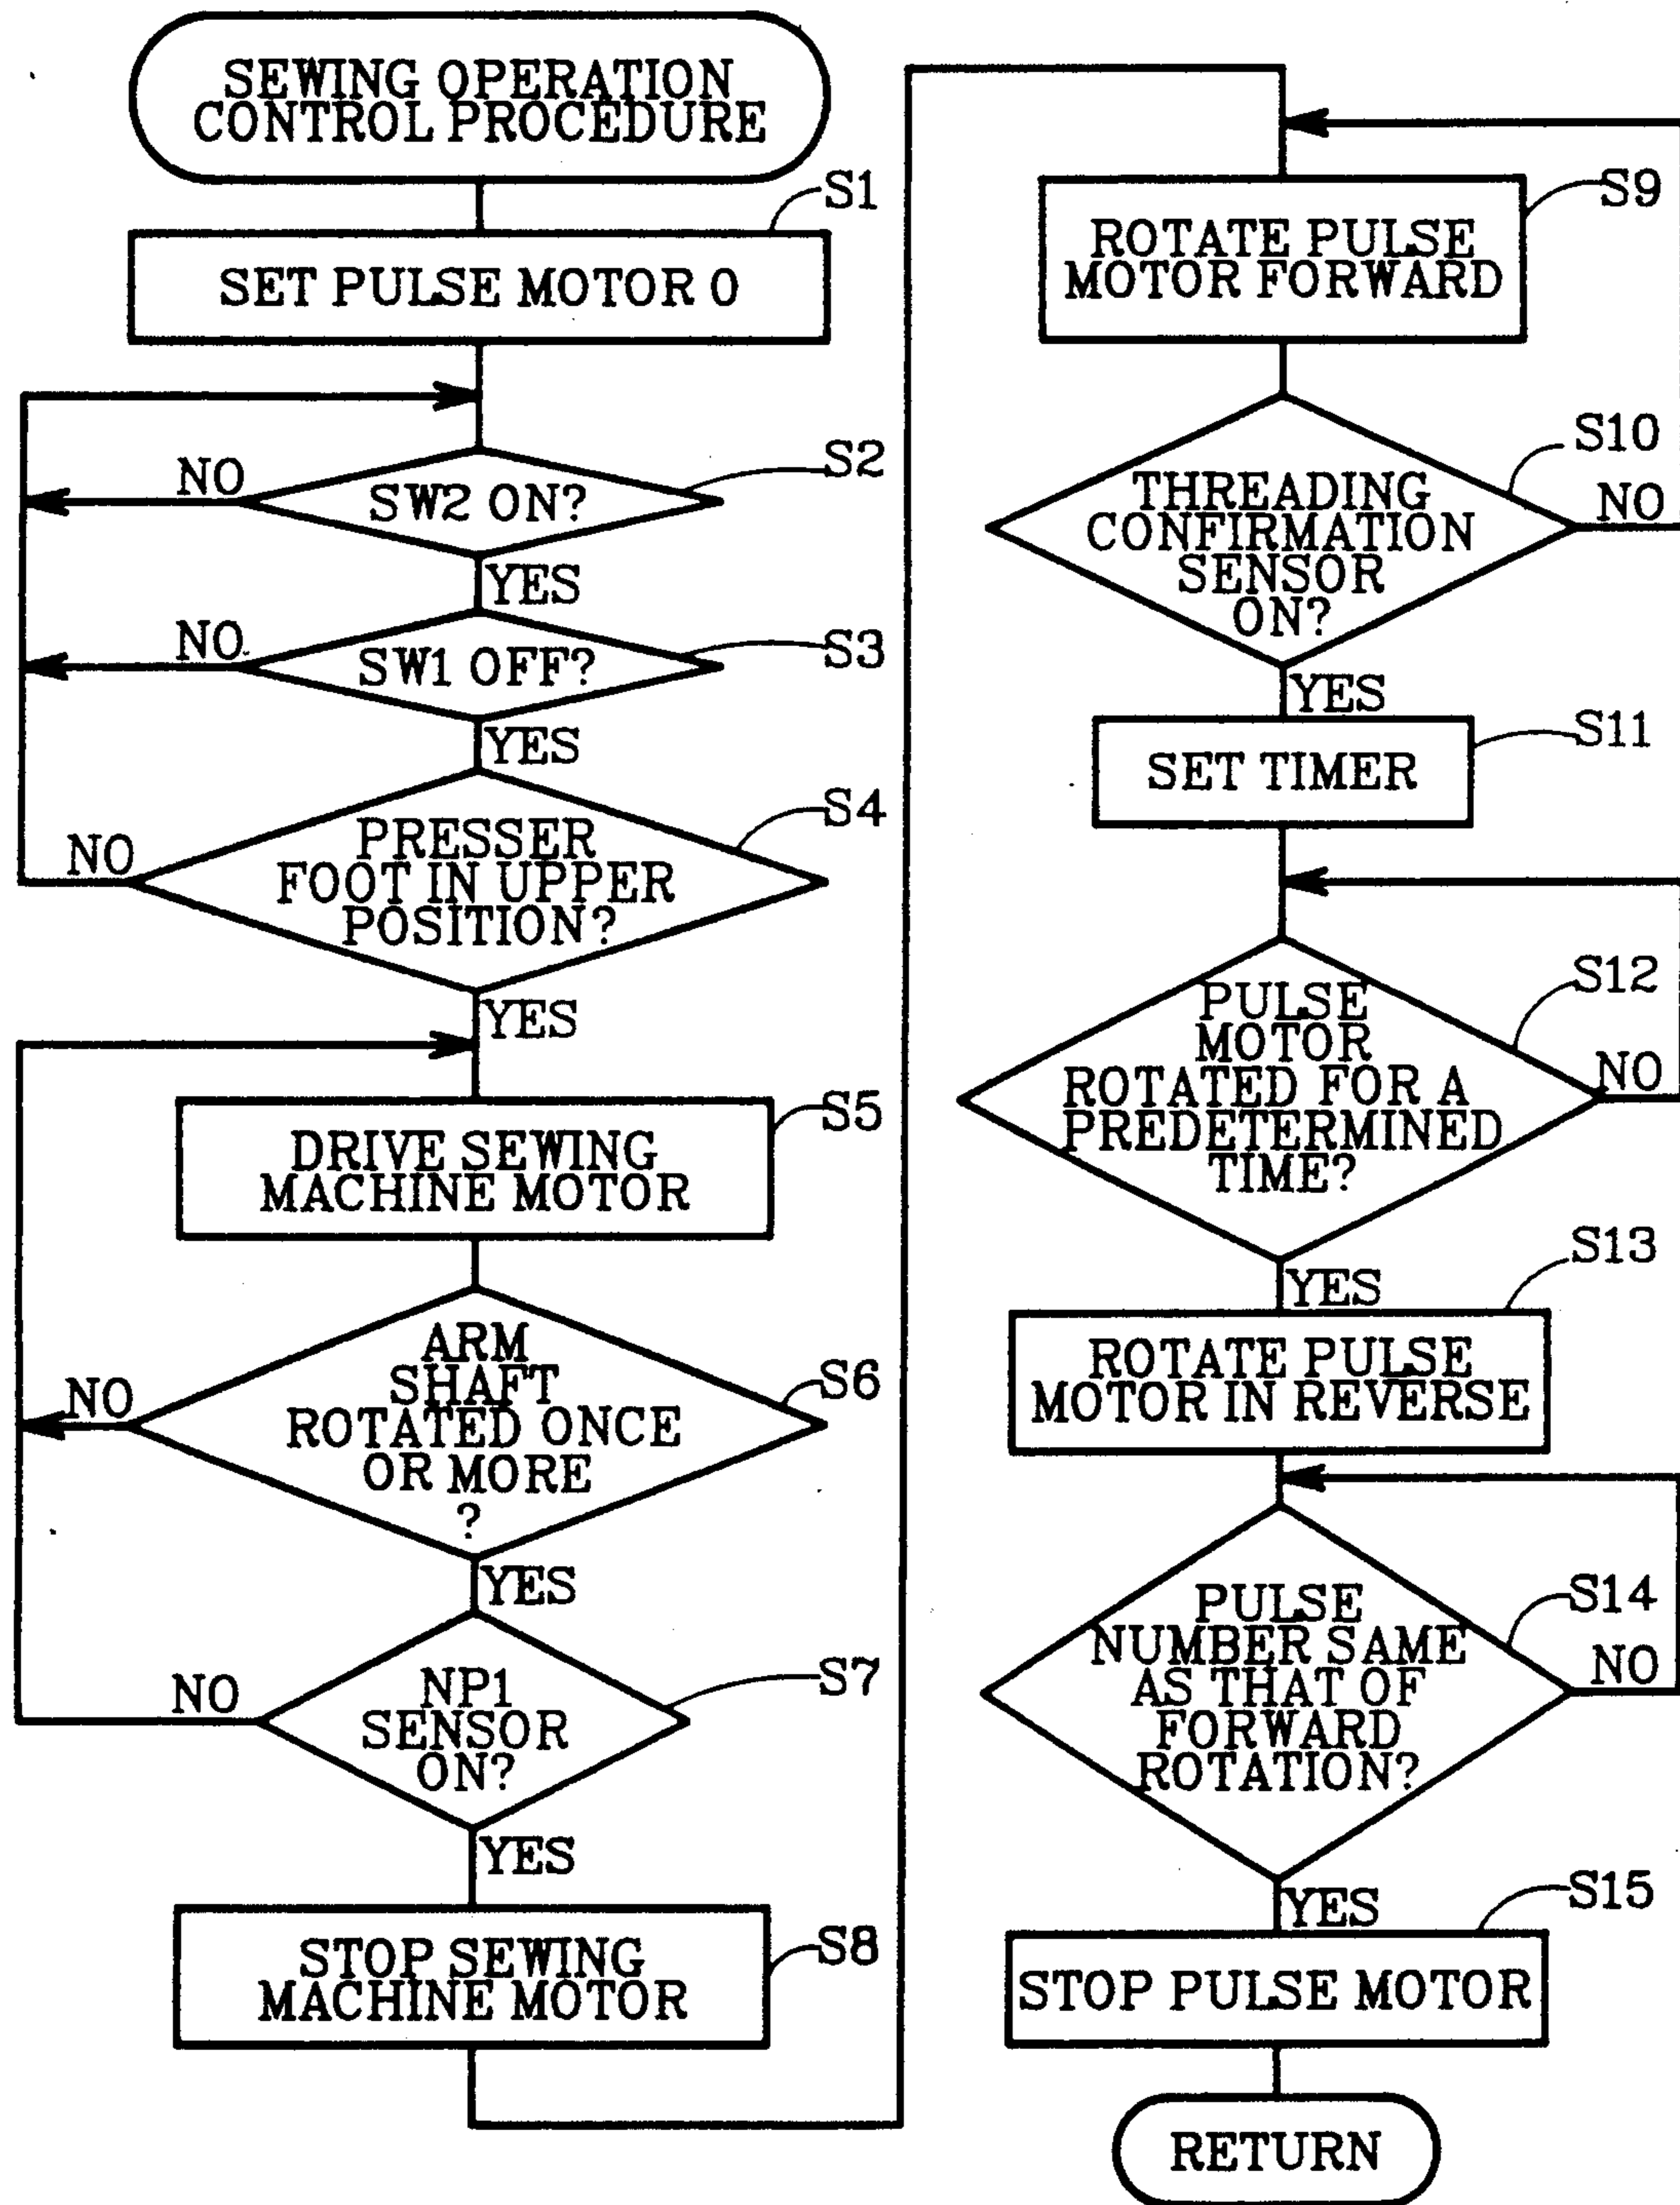 SEWING OPERATION
CONTROL PROCEDURE
S1
SET PULSE MOTOR 0
S2
NO
SW2 ON?
YES
S3
NO
SW1 OFF?
YES
S4
NO
PRESSER
FOOT IN UPPER
POSITION?
YES
S5
DRIVE SEWING
MACHINE MOTOR
S6
NO
ARM
SHAFT
ROTATED ONCE
OR MORE
?
YES
S7
NO
NP1
SENSOR
ON?
YES
S8
STOP SEWING
MACHINE MOTOR
S9
ROTATE PULSE
MOTOR FORWARD
S10
THREADING
CONFIRMATION
SENSOR
ON?
NO
YES
S11
SET TIMER
S12
PULSE
MOTOR
ROTATED FOR A
PREDETERMINED
TIME?
NO
YES
S13
ROTATE PULSE
MOTOR IN REVERSE
S14
PULSE
NUMBER SAME
AS THAT OF
FORWARD
ROTATION?
NO
YES
S15
STOP PULSE MOTOR
RETURN